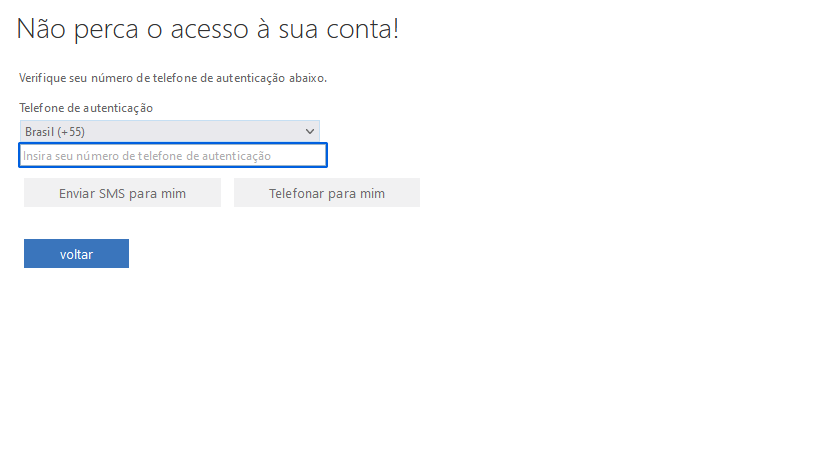 Não perca o acesso à sua conta!
Verifique seu número de telefone de autenticação abaixo.
Telefone de autenticação
Brasil (+55)
Insira seu número de telefone de autenticação
Enviar SMS para mim Telefonar para mim
voltar